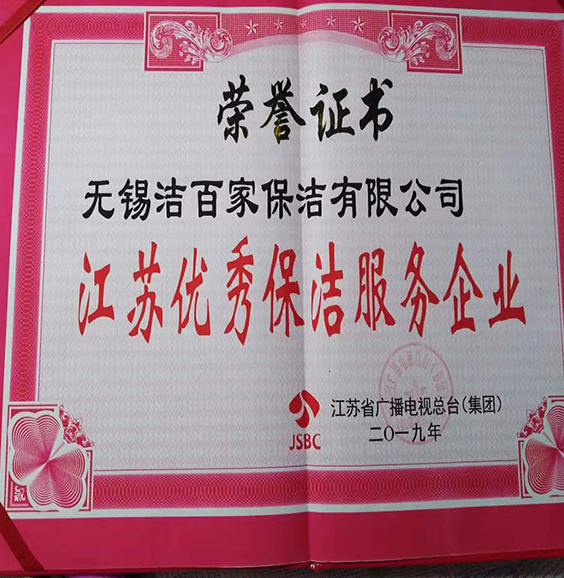 荣誉证书
无锡洁百家保洁有限公司
江苏优秀保洁服务企业
JSBC
江苏省广播电视总台(集团)
二〇一九年